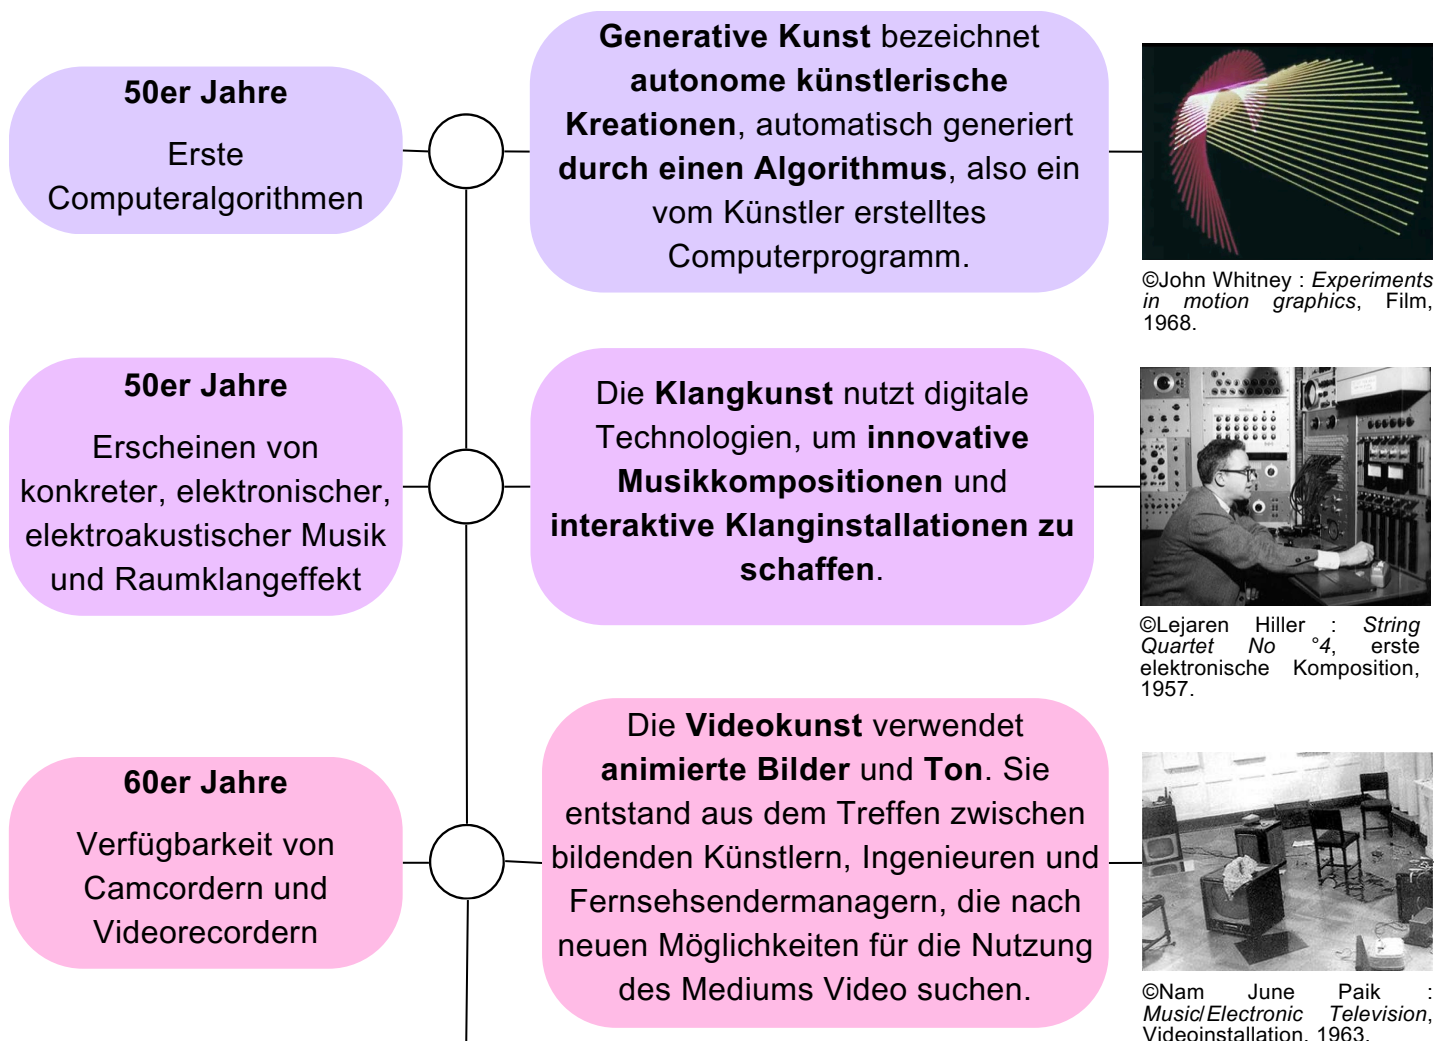 50er Jahre
Erste
Computeralgorithmen
Generative Kunst bezeichnet
autonome künstlerische
Kreationen, automatisch generiert
durch einen Algorithmus, also ein
vom Künstler erstelltes
Computerprogramm.
©John Whitney : Experiments
in motion graphics, Film,
1968.
50er Jahre
Erscheinen von
konkreter, elektronischer,
elektroakustischer Musik
und Raumklangeffekt
Die Klangkunst nutzt digitale
Technologien, um innovative
Musikkompositionen und
interaktive Klanginstallationen zu
schaffen.
©Lejaren Hiller : String
Quartet No °4, erste
elektronische Komposition,
1957.
60er Jahre
Verfügbarkeit von
Camcordern und
Videorecordern
Die Videokunst verwendet
animierte Bilder und Ton. Sie
entstand aus dem Treffen zwischen
bildenden Künstlern, Ingenieuren und
Fernsehsendermanagern, die nach
neuen Möglichkeiten für die Nutzung
des Mediums Video suchen.
©Nam June Paik :
Music/Electronic Television,
Videoinstallation, 1963.